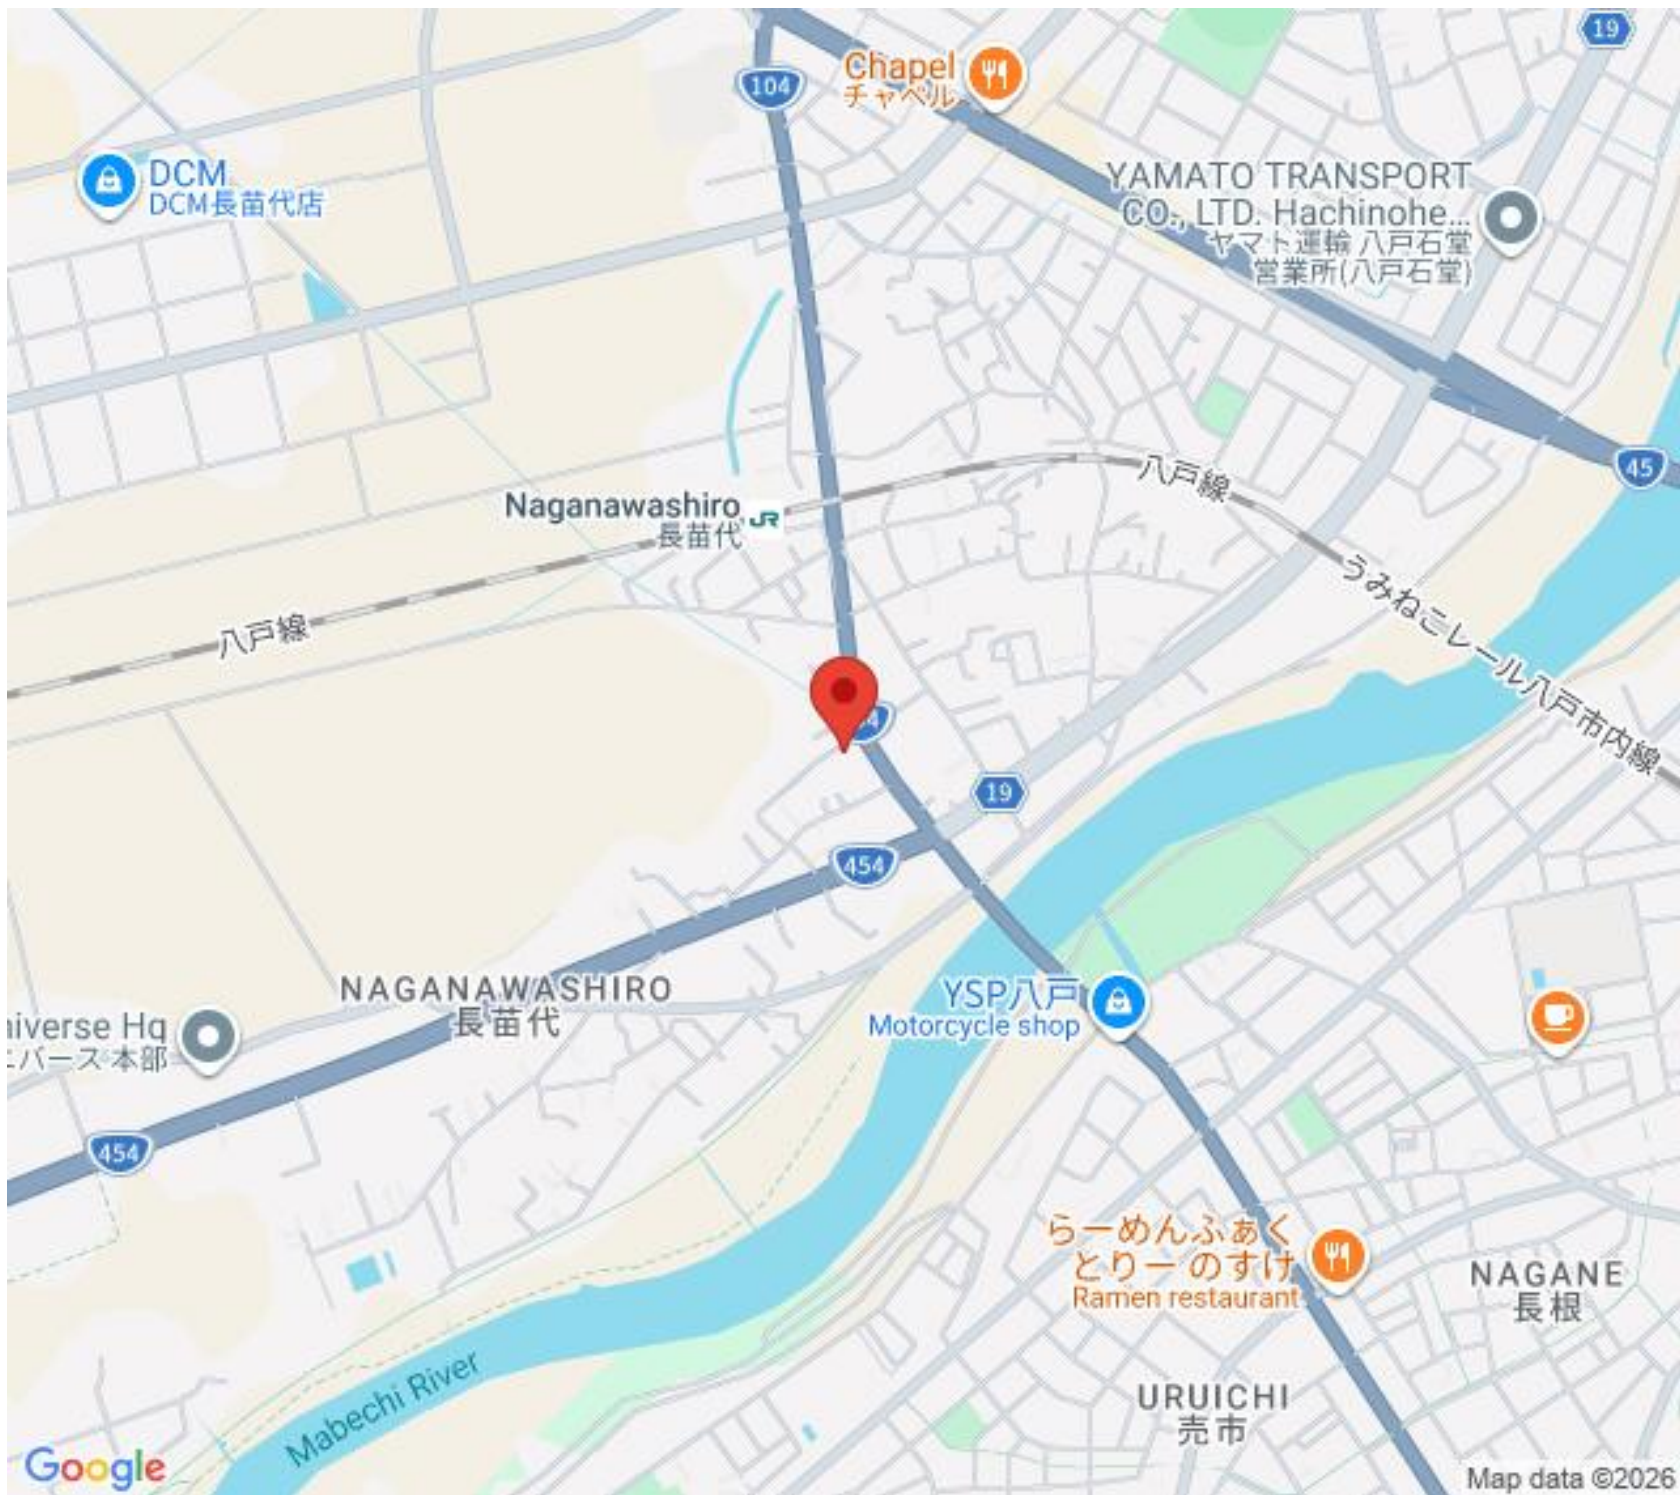 19
104
Chapel
チャペル
DCM
DCM長苗代店
YAMATO TRANSPORT
CO., LTD. Hachinohe...
ヤマト運輸 八戸石堂
営業所(八戸石堂)
45
八戸線
Naganawashiro
長苗代
JR
うみねこレール八戸市内線
八戸線
19
454
NAGANAWASHIRO
長苗代
YSP八戸
Motorcycle shop
niverse Hq
ニバース 本部
454
らーめんふぁく
とりー のすけ
Ramen restaurant
NAGANE
長根
Mabechi River
URUICHI
売市
Google
Map data ©2026